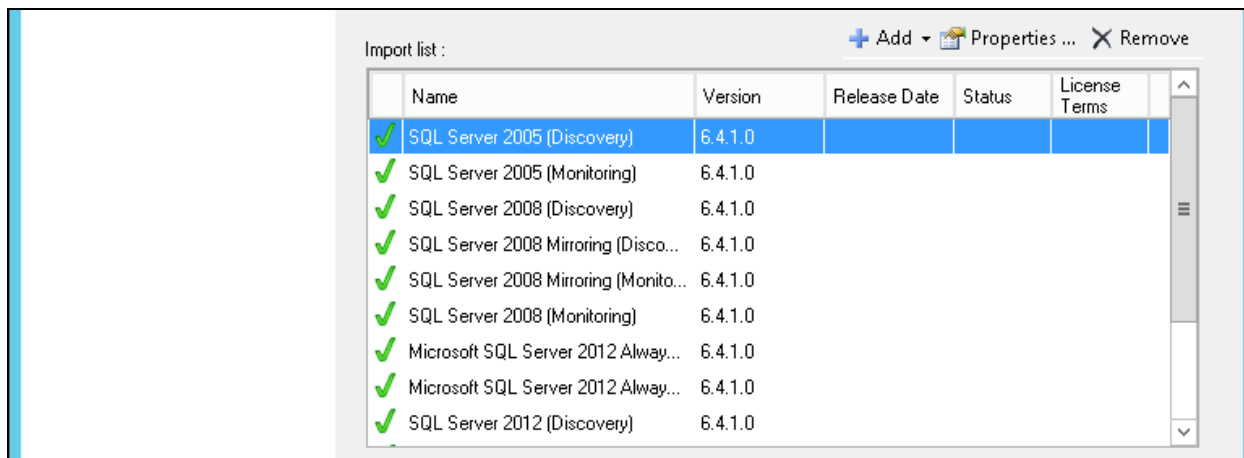 Import list :
Add Properties ... Remove
Name Version Release Date Status License Terms
SQL Server 2005 (Discovery) 6.4.1.0
SQL Server 2005 (Monitoring) 6.4.1.0
SQL Server 2008 (Discovery) 6.4.1.0
SQL Server 2008 Mirroring (Disco... 6.4.1.0
SQL Server 2008 Mirroring (Monito... 6.4.1.0
SQL Server 2008 (Monitoring) 6.4.1.0
Microsoft SQL Server 2012 Alway... 6.4.1.0
Microsoft SQL Server 2012 Alway... 6.4.1.0
SQL Server 2012 (Discovery) 6.4.1.0